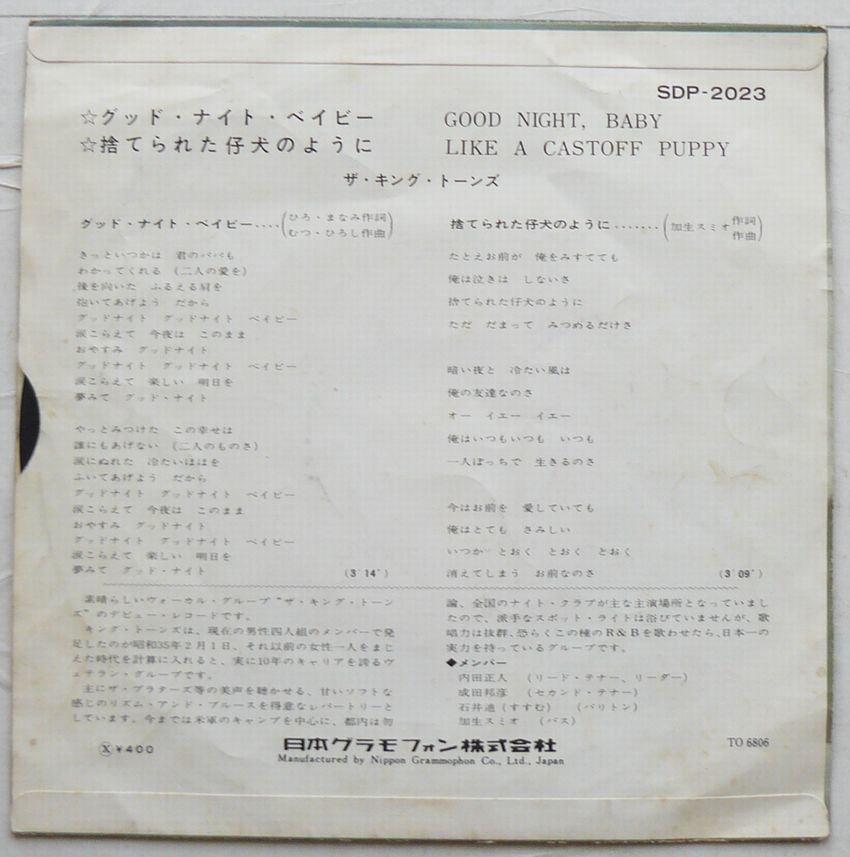 SDP-2023
☆グッド・ナイト・ベイビー GOOD NIGHT, BABY
☆捨てられた仔犬のように LIKE A CASTOFF PUPPY
ザ・キング・トーンズ
グッド・ナイト・ベイビー‥‥(ひろ・まなみ作詞
むつ・ひろし作曲)
きっといつかは 君のパパも
わかってくれる (二人の愛を)
後を向いた ふるえる肩を
抱いてあげよう だから
グッドナイト グッドナイト ベイビー
涙こらえて 今夜は このまま
おやすみ グッドナイト
グッドナイト グッドナイト ベイビー
涙こらえて 楽しい 明日を
夢みて グッド・ナイト
やっとみつけた この幸せは
誰にもあげない (二人のものさ)
涙にぬれた 冷たいほほを
ふいてあげよう だから
グッドナイト グッドナイト ベイビー
涙こらえて 今夜は このまま
おやすみ グッドナイト
グッドナイト グッドナイト ベイビー
涙こらえて 楽しい 明日を
夢みて グッド・ナイト (3′14″)
捨てられた仔犬のように‥‥‥(加生スミオ 作詞
作曲)
たとえお前が 俺をみすてても
俺は泣きは しないさ
捨てられた仔犬のように
ただ だまって みつめるだけさ
暗い夜と 冷たい風は
俺の友達なのさ
オー イエー イエー
俺はいつもいつも いつも
一人ぼっちで 生きるのさ
今はお前を 愛していても
俺はとても さみしい
いつか とおく とおく とおく
消えてしまう お前なのさ (3′09″)
素晴らしいヴォーカル・グループ“ザ・キング・トーン
ズ”のデビュー・レコードです。
キング・トーンズは、現在の男性四人組のメンバーで発
足したのが昭和35年2月1日、それ以前の女性一人をまじ
えた時代を計算に入れると、実に10年のキャリアを誇るヴ
ェテラン・グループです。
主にザ・プラターズ等の美声を聴かせる、甘いソフトな
感じのリズム・アンド・ブルースを得意なレパートリーと
しています。今までは米軍のキャンプを中心に、都内は勿
論、全国のナイト・クラブが主な主演場所となっていまし
たので、派手なスポット・ライトは浴びていませんが、歌
唱力は抜群、恐らくこの種のR&Bを歌わせたら、日本一の
実力を持っているグループです。
◆メンバー
内田正人 (リード・テナー、リーダー)
成田邦彦 (セカンド・テナー)
石井迪(すすむ) (バリトン)
加生スミオ (バス)
Ⓧ¥400
日本グラモフォン株式会社
Manufactured by Nippon Grammophon Co., Ltd., Japan
TO 6806